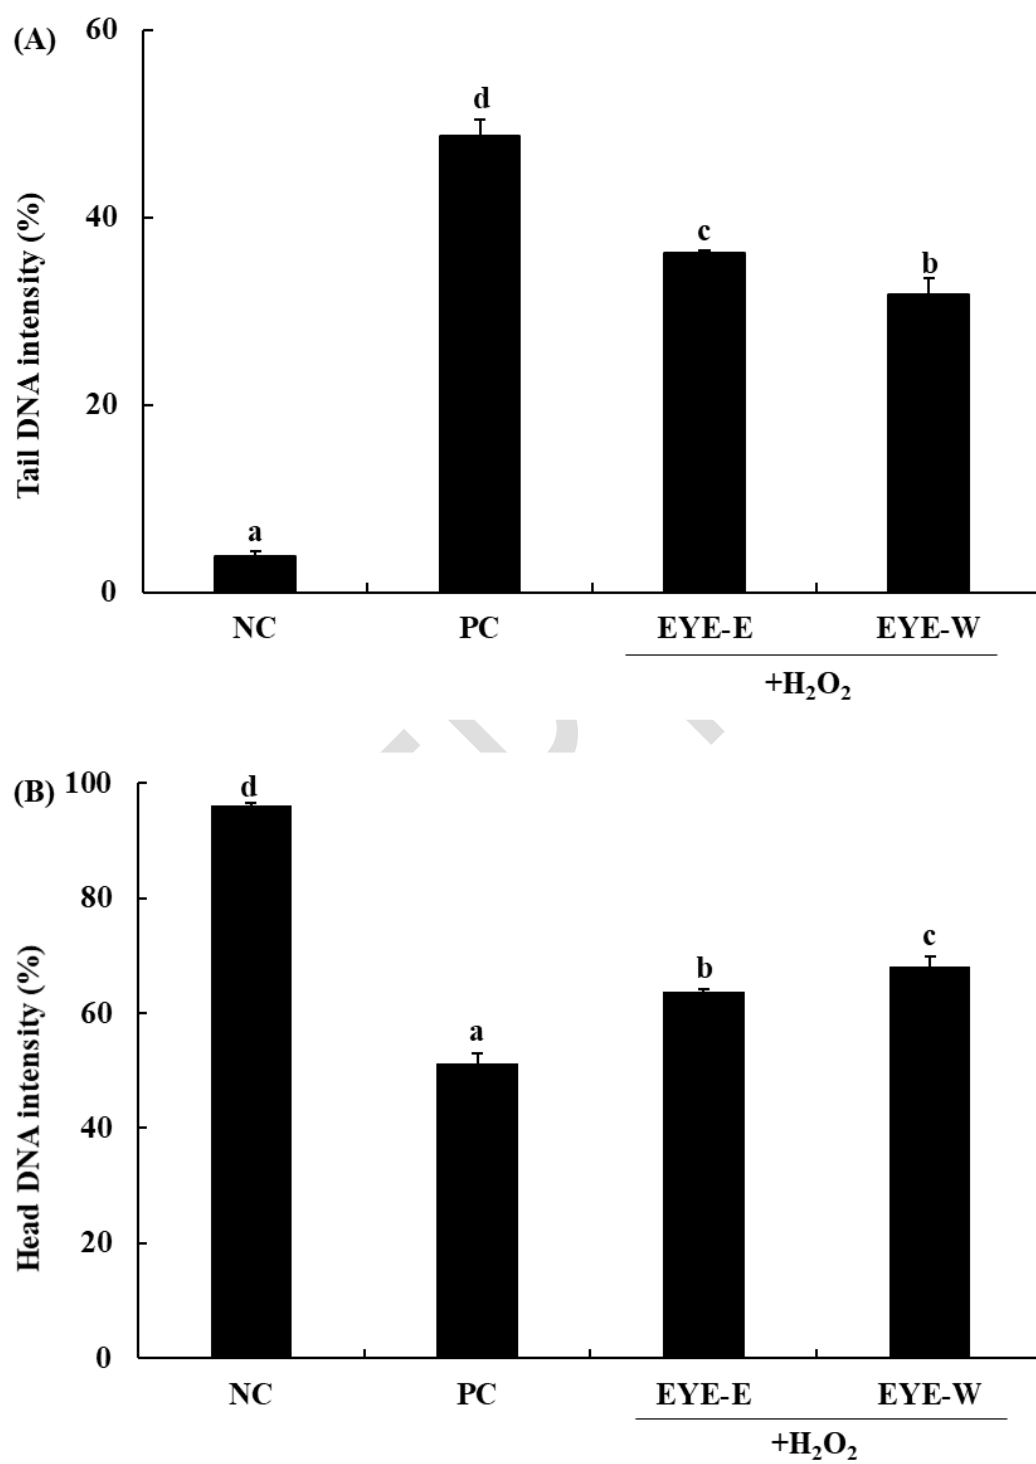 (A)
60
40
20
0
Tail DNA intensity (%)
a
d
c
b
NC PC EYE-E EYE-W
+H₂O₂
(B)
100
80
60
40
20
0
Head DNA intensity (%)
d
a
b
c
NC PC EYE-E EYE-W
+H₂O₂